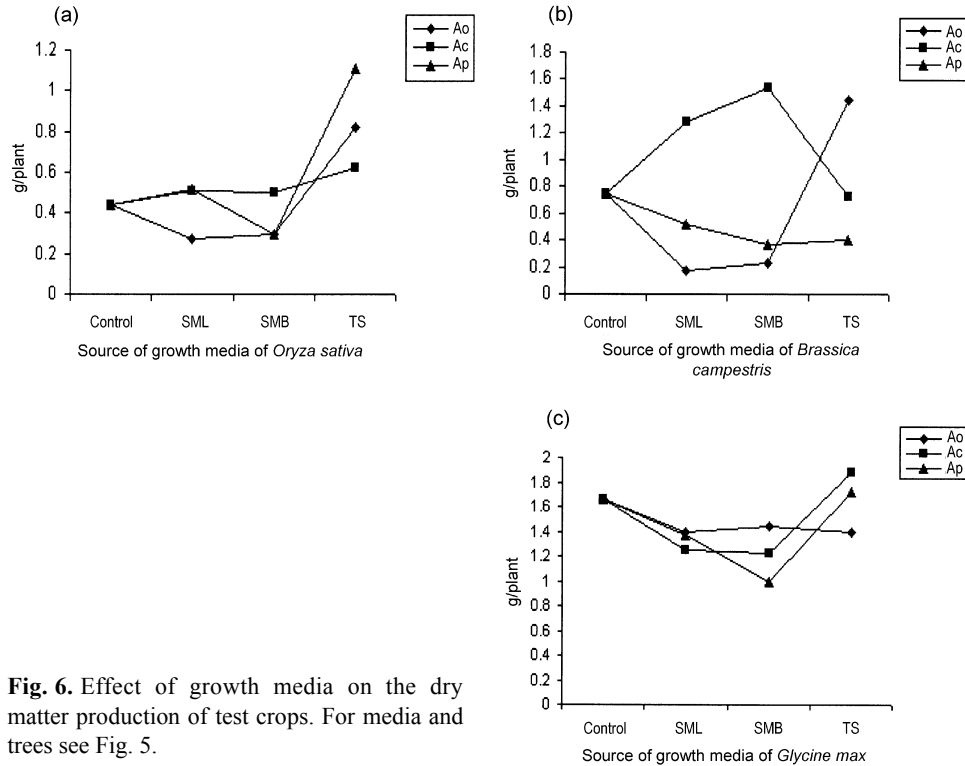 (a)
Ao
Ac
Ap
1.2
1
0.8
0.6
0.4
0.2
0
g/plant
Control SML SMB TS
Source of growth media of Oryza sativa
(b)
Ao
Ac
Ap
1.8
1.6
1.4
1.2
1
0.8
0.6
0.4
0.2
0
g/plant
Control SML SMB TS
Source of growth media of Brassica
campestris
(c)
Ao
Ac
Ap
2
1.8
1.6
1.4
1.2
1
0.8
0.6
0.4
0.2
0
g/plant
Control SML SMB TS
Source of growth media of Glycine max
Fig. 6. Effect of growth media on the dry
matter production of test crops. For media and
trees see Fig. 5.